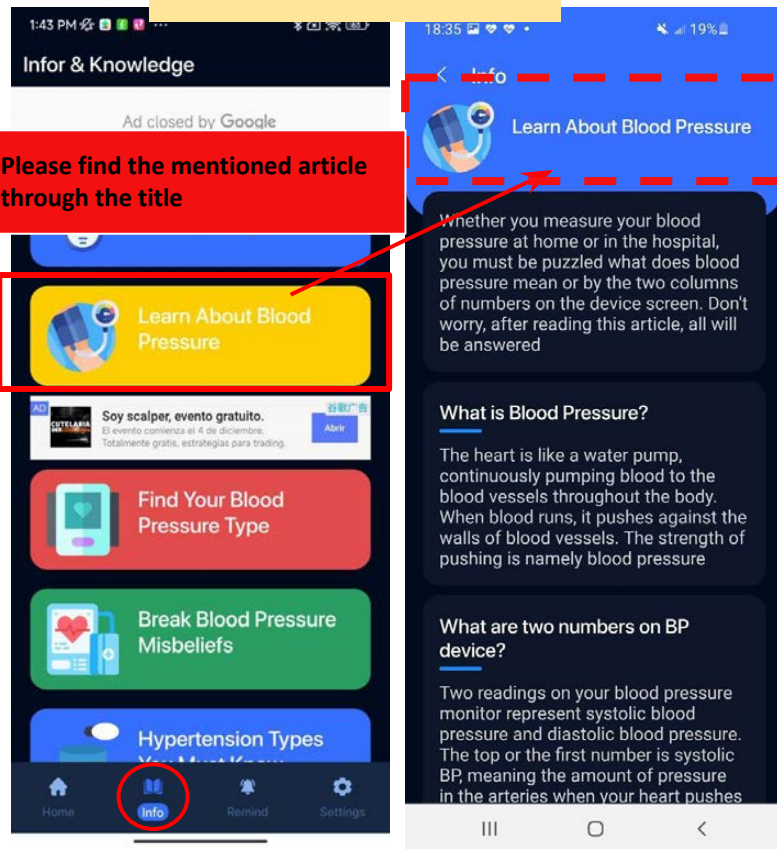 1:43 PM
Infor & Knowledge
Ad closed by Google
Please find the mentioned article
through the title
Learn About Blood
Pressure
AD
谷歌广告
CUTELARIA
Soy scalper, evento gratuito.
El evento comienza el 4 de diciembre.
Totalmente gratis, estrategias para trading.
Abrir
Find Your Blood
Pressure Type
Break Blood Pressure
Misbeliefs
Hypertension Types
You Must Know
Home
Info
Remind
Settings
18:35
19%
Info
Learn About Blood Pressure
Whether you measure your blood
pressure at home or in the hospital,
you must be puzzled what does blood
pressure mean or by the two columns
of numbers on the device screen. Don't
worry, after reading this article, all will
be answered
What is Blood Pressure?
The heart is like a water pump,
continuously pumping blood to the
blood vessels throughout the body.
When blood runs, it pushes against the
walls of blood vessels. The strength of
pushing is namely blood pressure
What are two numbers on BP
device?
Two readings on your blood pressure
monitor represent systolic blood
pressure and diastolic blood pressure.
The top or the first number is systolic
BP, meaning the amount of pressure
in the arteries when your heart pushes